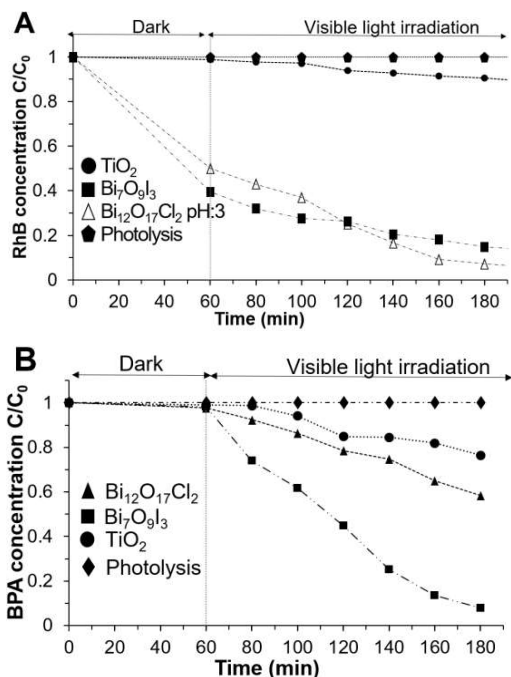 A
Dark Visible light irradiation
1
0.8
0.6
0.4
0.2
0
RhB concentration C/C₀
TiO₂
Bi₇O₉I₃
Bi₁₂O₁₇Cl₂ pH:3
Photolysis
0 20 40 60 80 100 120 140 160 180
Time (min)
B
Dark Visible light irradiation
1
0.8
0.6
0.4
0.2
0
BPA concentration C/C₀
Bi₁₂O₁₇Cl₂
Bi₇O₉I₃
TiO₂
Photolysis
0 20 40 60 80 100 120 140 160 180
Time (min)